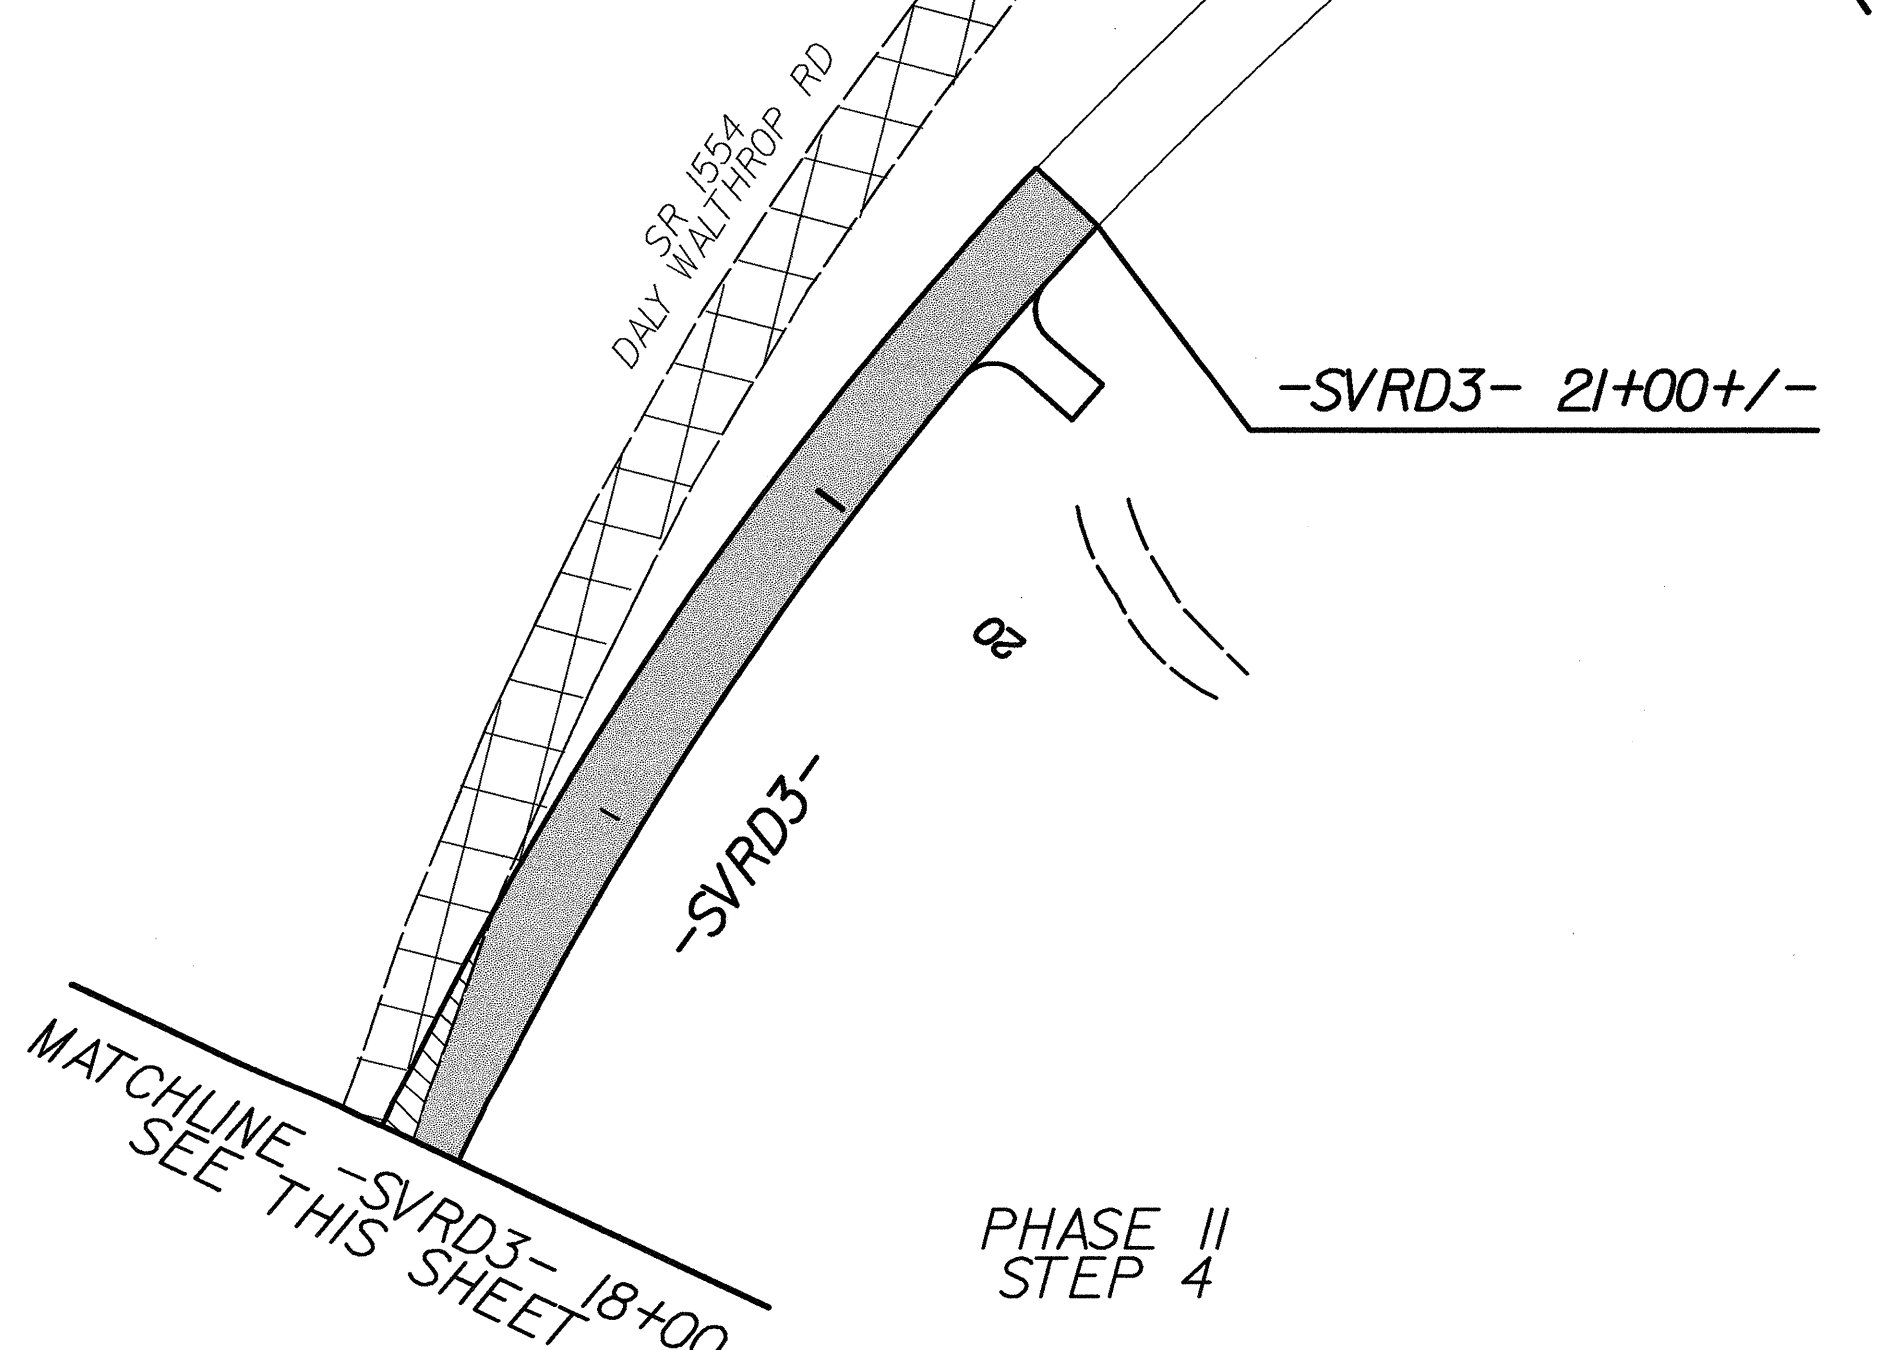 SR 1554
DALY WALTHROP RD
-SVRD3- 21+00+/-
20
-SVRD3-
MATCHLINE -SVRD3- 18+00
SEE THIS SHEET
PHASE II
STEP 4